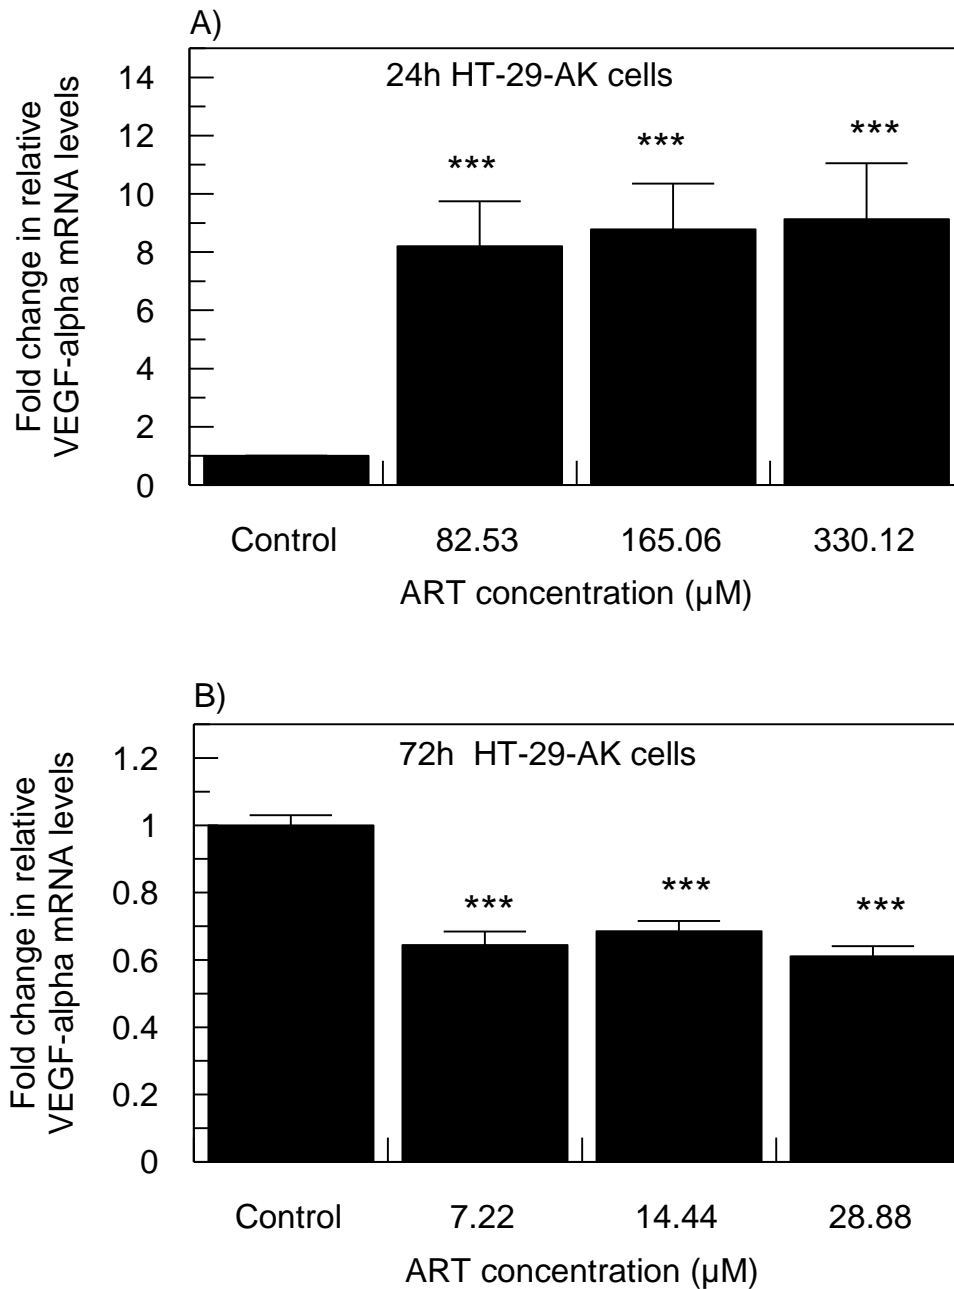 A)
24h HT-29-AK cells
Fold change in relative
VEGF-alpha mRNA levels
14
12
10
8
6
4
2
0
***
***
***
Control 82.53 165.06 330.12
ART concentration (µM)
B)
72h HT-29-AK cells
Fold change in relative
VEGF-alpha mRNA levels
1.2
1
0.8
0.6
0.4
0.2
0
***
***
***
Control 7.22 14.44 28.88
ART concentration (µM)